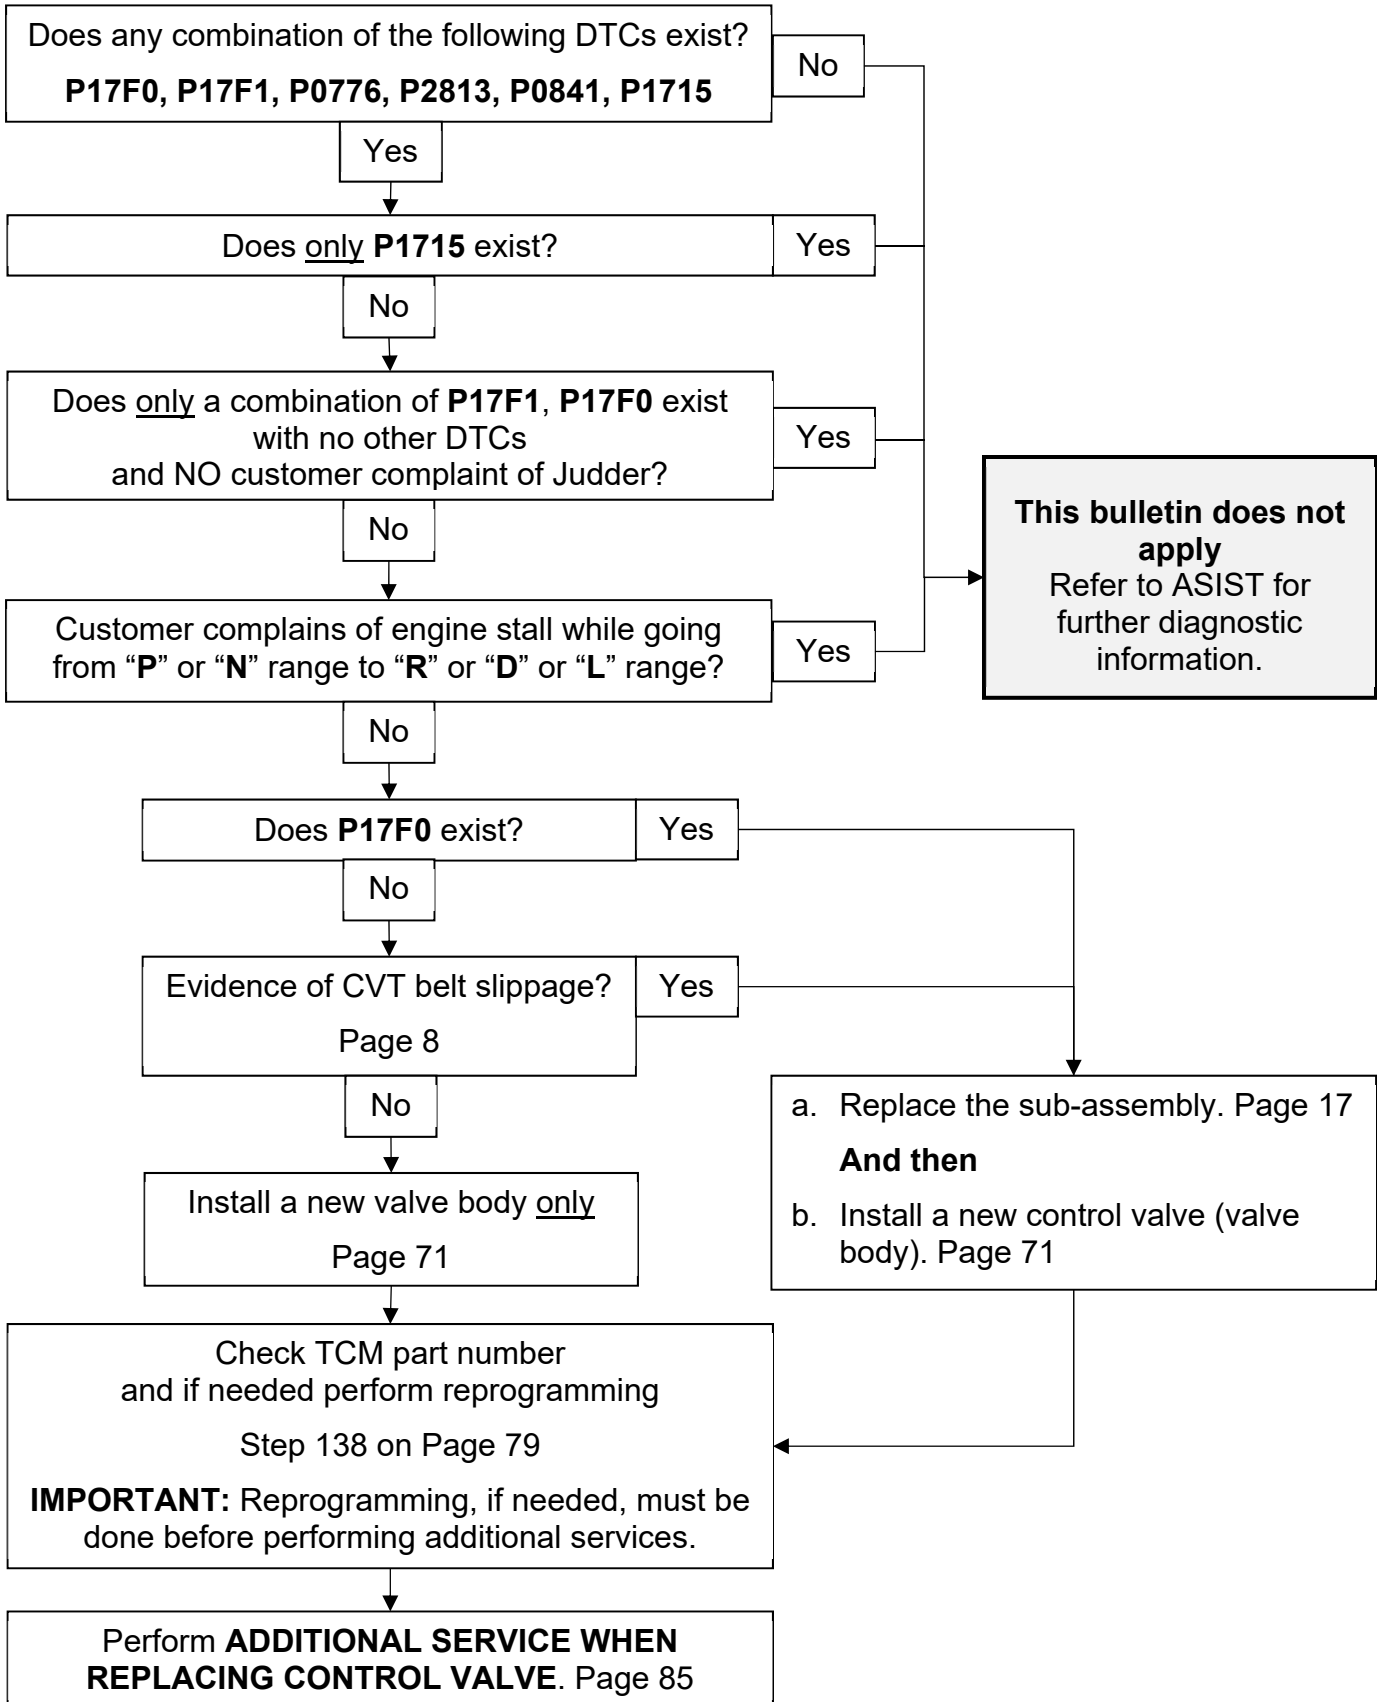 Does any combination of the following DTCs exist?
P17F0, P17F1, P0776, P2813, P0841, P1715
No
Yes
Does only P1715 exist?
Yes
No
Does only a combination of P17F1, P17F0 exist
with no other DTCs
and NO customer complaint of Judder?
Yes
No
This bulletin does not
apply
Refer to ASIST for
further diagnostic
information.
Customer complains of engine stall while going
from “P” or “N” range to “R” or “D” or “L” range?
Yes
No
Does P17F0 exist?
Yes
No
Evidence of CVT belt slippage?
Page 8
Yes
No
a. Replace the sub-assembly. Page 17
And then
b. Install a new control valve (valve
body). Page 71
Install a new valve body only
Page 71
Check TCM part number
and if needed perform reprogramming
Step 138 on Page 79
IMPORTANT: Reprogramming, if needed, must be
done before performing additional services.
Perform ADDITIONAL SERVICE WHEN
REPLACING CONTROL VALVE. Page 85